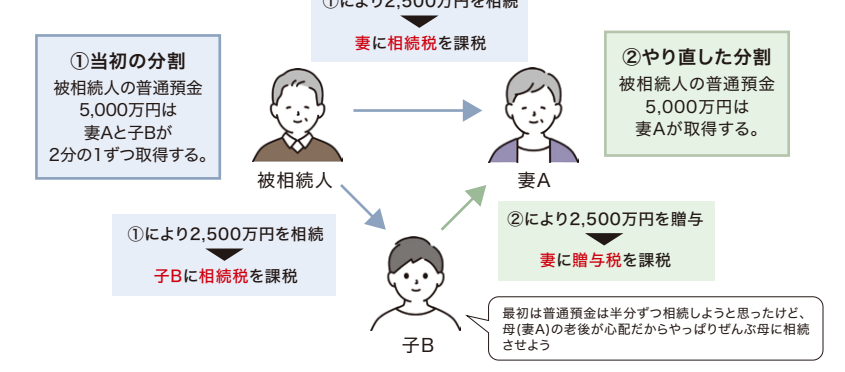 ①により2,500万円を相続
妻に相続税を課税
①当初の分割
被相続人の普通預金
5,000万円は
妻Aと子Bが
2分の1ずつ取得する。
②やり直した分割
被相続人の普通預金
5,000万円は
妻Aが取得する。
被相続人
妻A
①により2,500万円を相続
子Bに相続税を課税
②により2,500万円を贈与
妻に贈与税を課税
子B
最初は普通預金は半分ずつ相続しようと思ったけど、
母(妻A)の老後が心配だからやっぱりぜんぶ母に相続
させよう